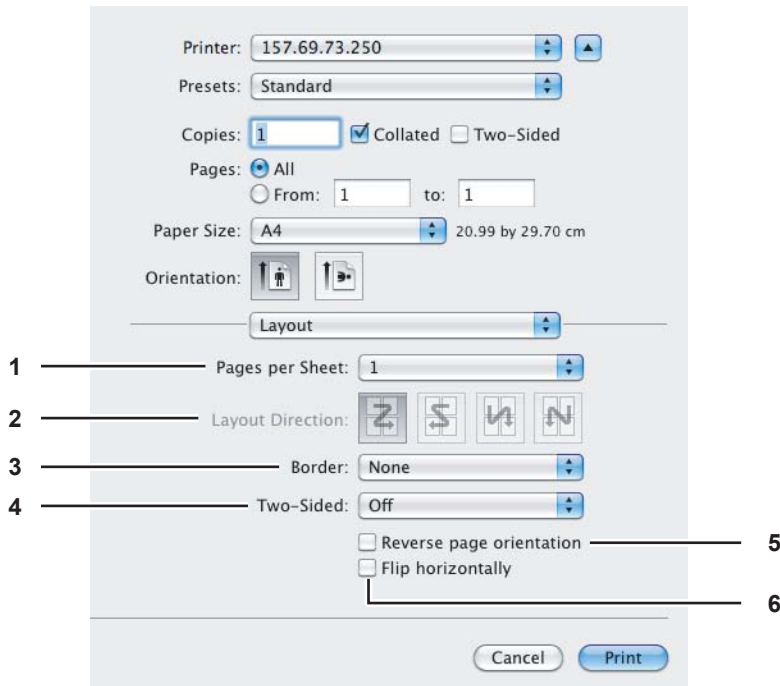 Printer: 157.69.73.250
Presets: Standard
Copies: 1 Collated Two-Sided
Pages: All
From: 1 to: 1
Paper Size: A4 20.99 by 29.70 cm
Orientation:
Layout
1 Pages per Sheet: 1
2 Layout Direction:
3 Border: None
4 Two-Sided: Off
Reverse page orientation 5
Flip horizontally
6
Cancel Print